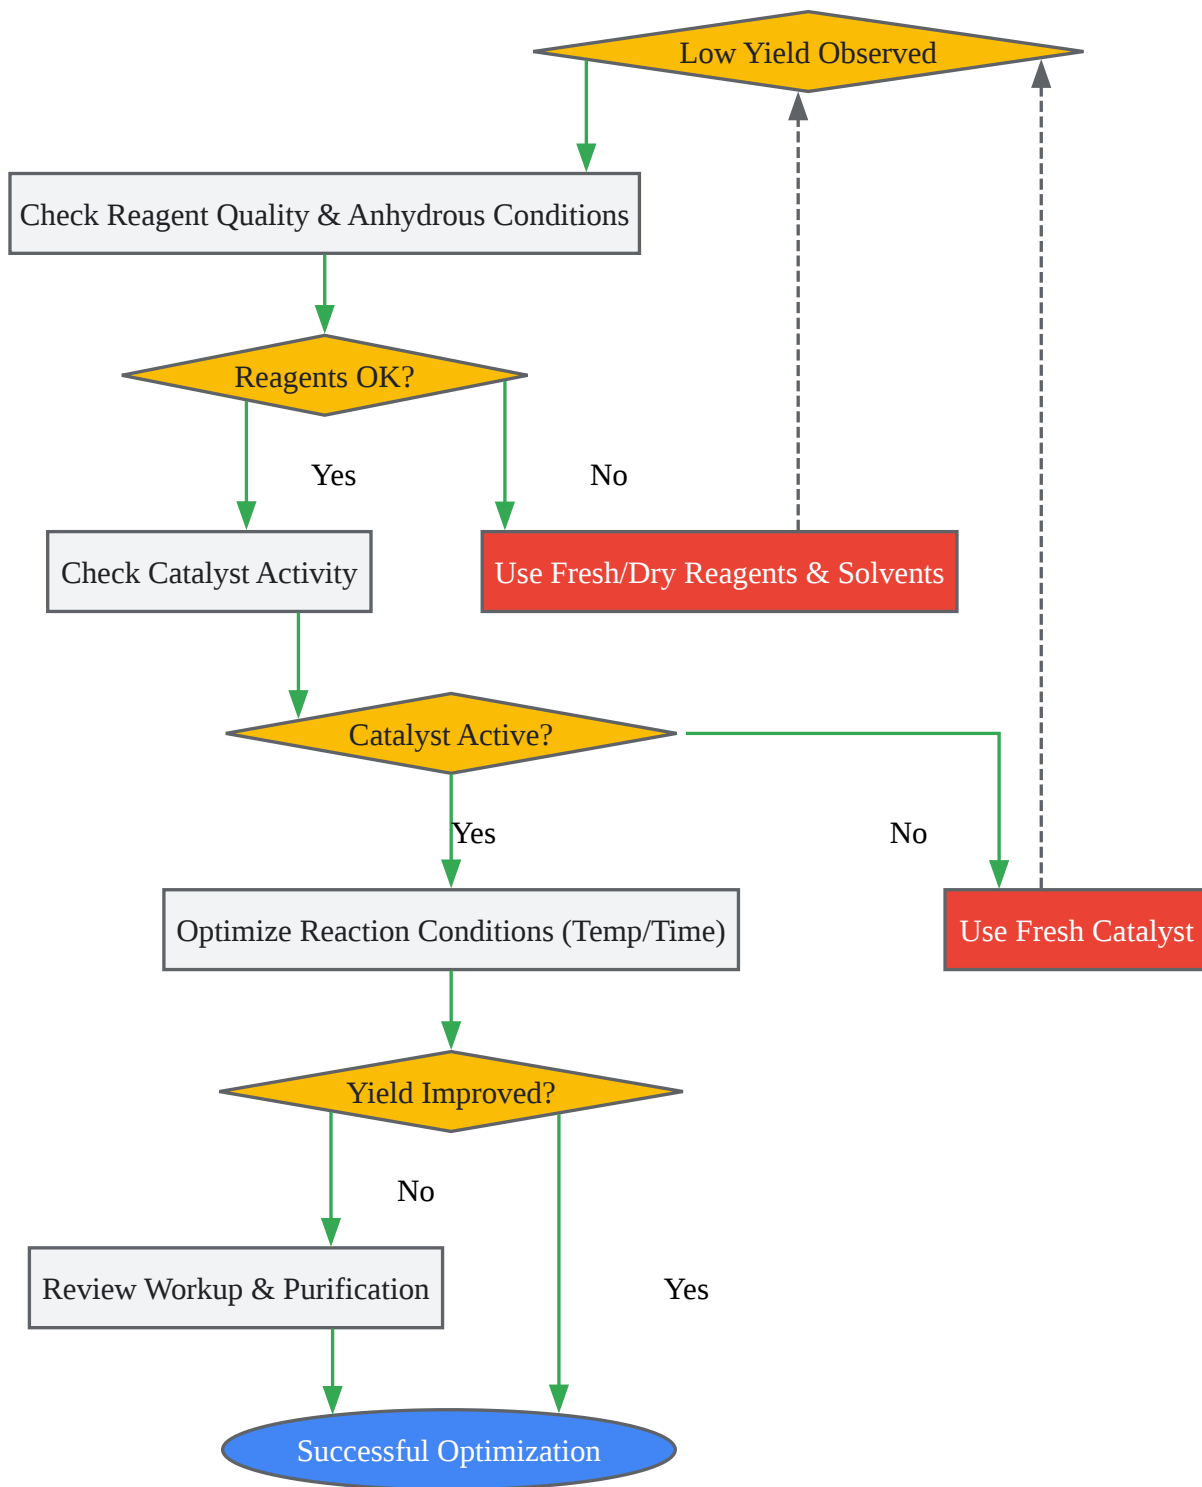 Low Yield Observed
Check Reagent Quality & Anhydrous Conditions
Reagents OK?
Yes
No
Check Catalyst Activity
Use Fresh/Dry Reagents & Solvents
Catalyst Active?
Yes
No
Optimize Reaction Conditions (Temp/Time)
Use Fresh Catalyst
Yield Improved?
No
Review Workup & Purification
Yes
Successful Optimization